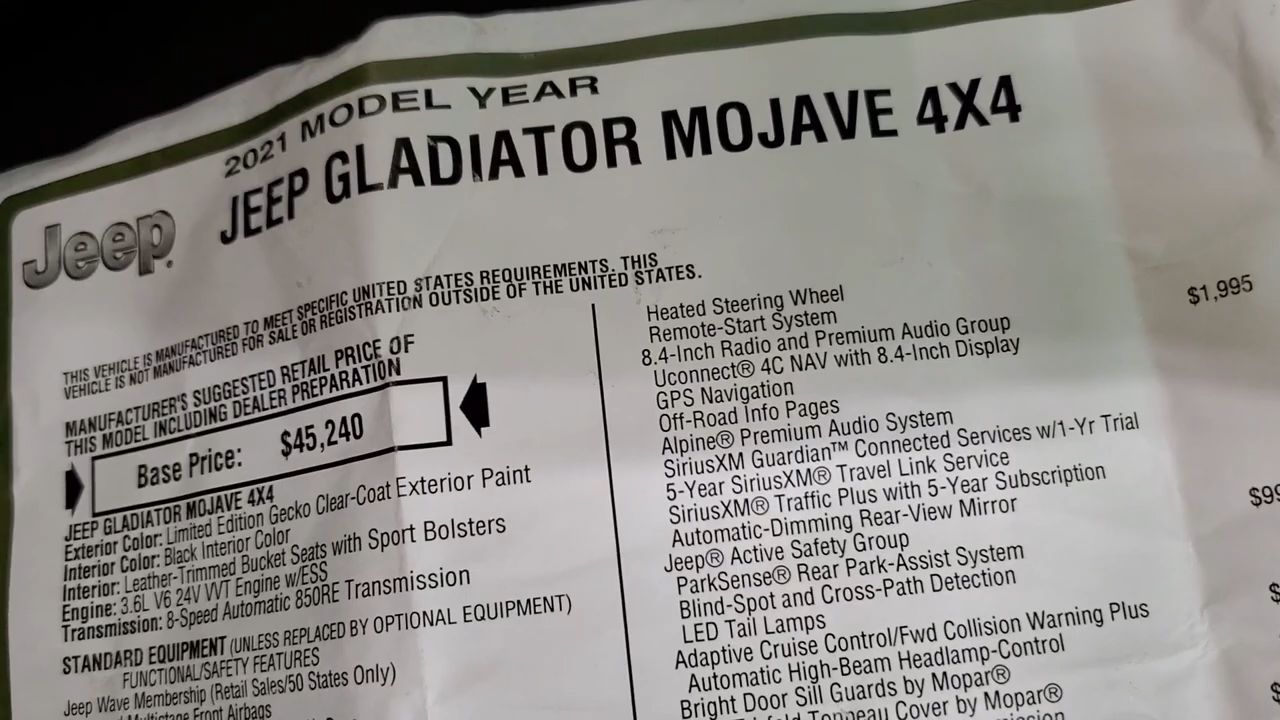 2021 MODEL YEAR
JEEP GLADIATOR MOJAVE 4X4
Jeep
THIS VEHICLE IS MANUFACTURED TO MEET SPECIFIC UNITED STATES REQUIREMENTS. THIS
VEHICLE IS NOT MANUFACTURED FOR SALE OR REGISTRATION OUTSIDE OF THE UNITED STATES.
MANUFACTURER'S SUGGESTED RETAIL PRICE OF
THIS MODEL INCLUDING DEALER PREPARATION
Base Price: $45,240
JEEP GLADIATOR MOJAVE 4X4
Exterior Color: Limited Edition Gecko Clear-Coat Exterior Paint
Interior Color: Black Interior Color
Interior: Leather-Trimmed Bucket Seats with Sport Bolsters
Engine: 3.6L V6 24V VVT Engine w/ESS
Transmission: 8-Speed Automatic 850RE Transmission
STANDARD EQUIPMENT (UNLESS REPLACED BY OPTIONAL EQUIPMENT)
FUNCTIONAL/SAFETY FEATURES
Jeep Wave Membership (Retail Sales/50 States Only)
Multistage Front Airbags
Heated Steering Wheel
Remote-Start System
8.4-Inch Radio and Premium Audio Group $1,995
Uconnect® 4C NAV with 8.4-Inch Display
GPS Navigation
Off-Road Info Pages
Alpine® Premium Audio System
SiriusXM Guardian™ Connected Services w/1-Yr Trial
5-Year SiriusXM® Travel Link Service
SiriusXM® Traffic Plus with 5-Year Subscription
Automatic-Dimming Rear-View Mirror
Jeep® Active Safety Group
ParkSense® Rear Park-Assist System
Blind-Spot and Cross-Path Detection
LED Tail Lamps
Adaptive Cruise Control/Fwd Collision Warning Plus
Automatic High-Beam Headlamp-Control
Bright Door Sill Guards by Mopar®
Tonneau Cover by Mopar®